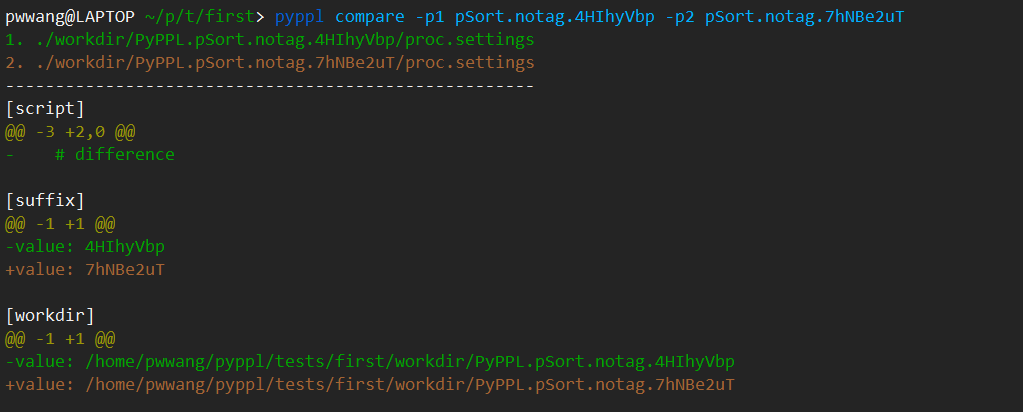 pwwang@LAPTOP ~/p/t/first> pyppl compare -p1 pSort.notag.4HIhyVbp -p2 pSort.notag.7hNBe2uT
1. ./workdir/PyPPL.pSort.notag.4HIhyVbp/proc.settings
2. ./workdir/PyPPL.pSort.notag.7hNBe2uT/proc.settings
-----------------------------------------------------
[script]
@@ -3 +2,0 @@
-    # difference

[suffix]
@@ -1 +1 @@
-value: 4HIhyVbp
+value: 7hNBe2uT

[workdir]
@@ -1 +1 @@
-value: /home/pwwang/pyppl/tests/first/workdir/PyPPL.pSort.notag.4HIhyVbp
+value: /home/pwwang/pyppl/tests/first/workdir/PyPPL.pSort.notag.7hNBe2uT